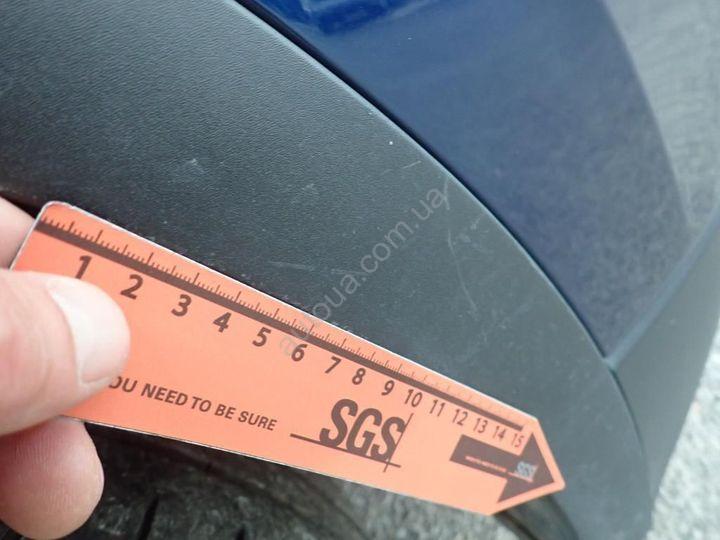 1 2 3 4 5 6 7 8 9 10 11 12 13 14 15
OU NEED TO BE SURE
SGS
SGS
autoua.com.ua